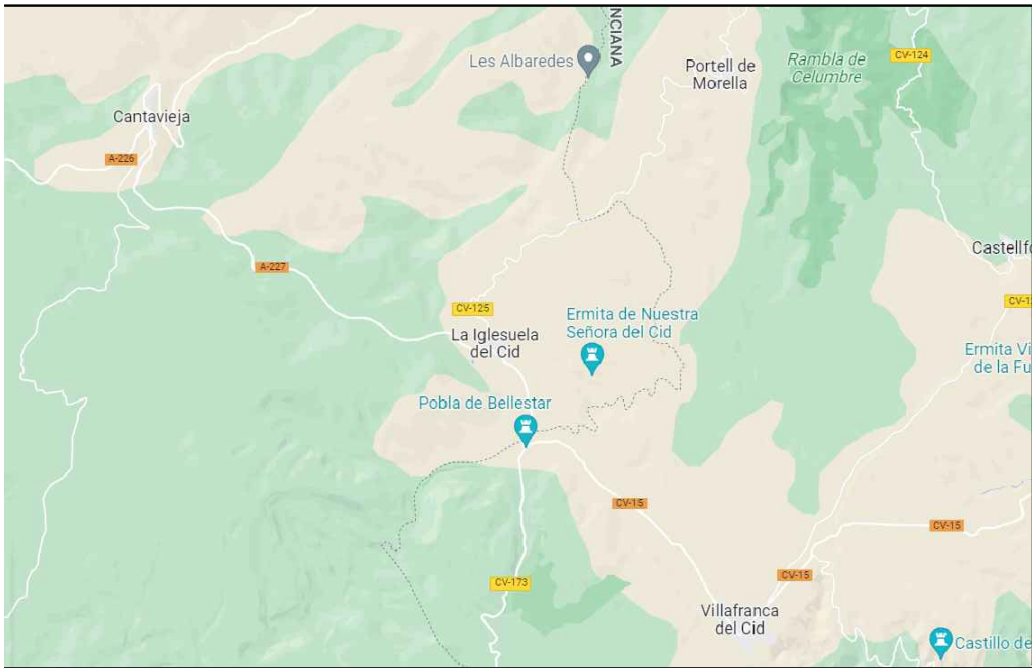 NCIANA
Les Albaredes
Portell de
Morella
Rambla de
Celumbre
CV-124
Cantavieja
A-226
A-227
CV-125
La Iglesuela
del Cid
Ermita de Nuestra
Señora del Cid
Castellfo
CV-1
Ermita Vi
de la Fu
Pobla de Bellestar
CV-15
CV-15
CV-15
CV-173
Villafranca
del Cid
Castillo de